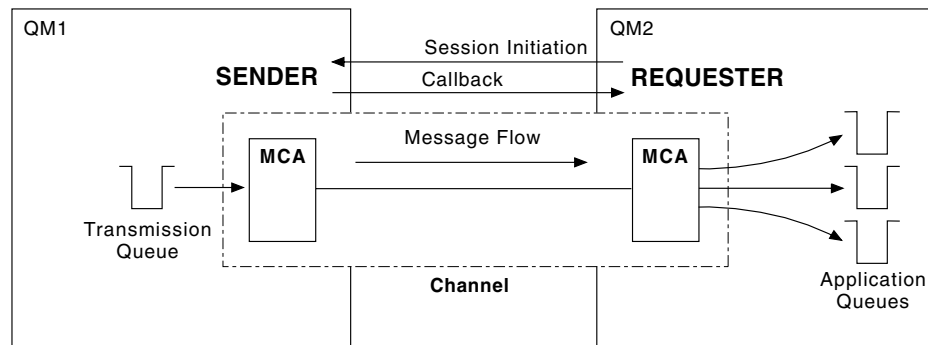 QM1
QM2
Session Initiation
SENDER
REQUESTER
Callback
Message Flow
MCA
MCA
Transmission
Queue
Channel
Application
Queues